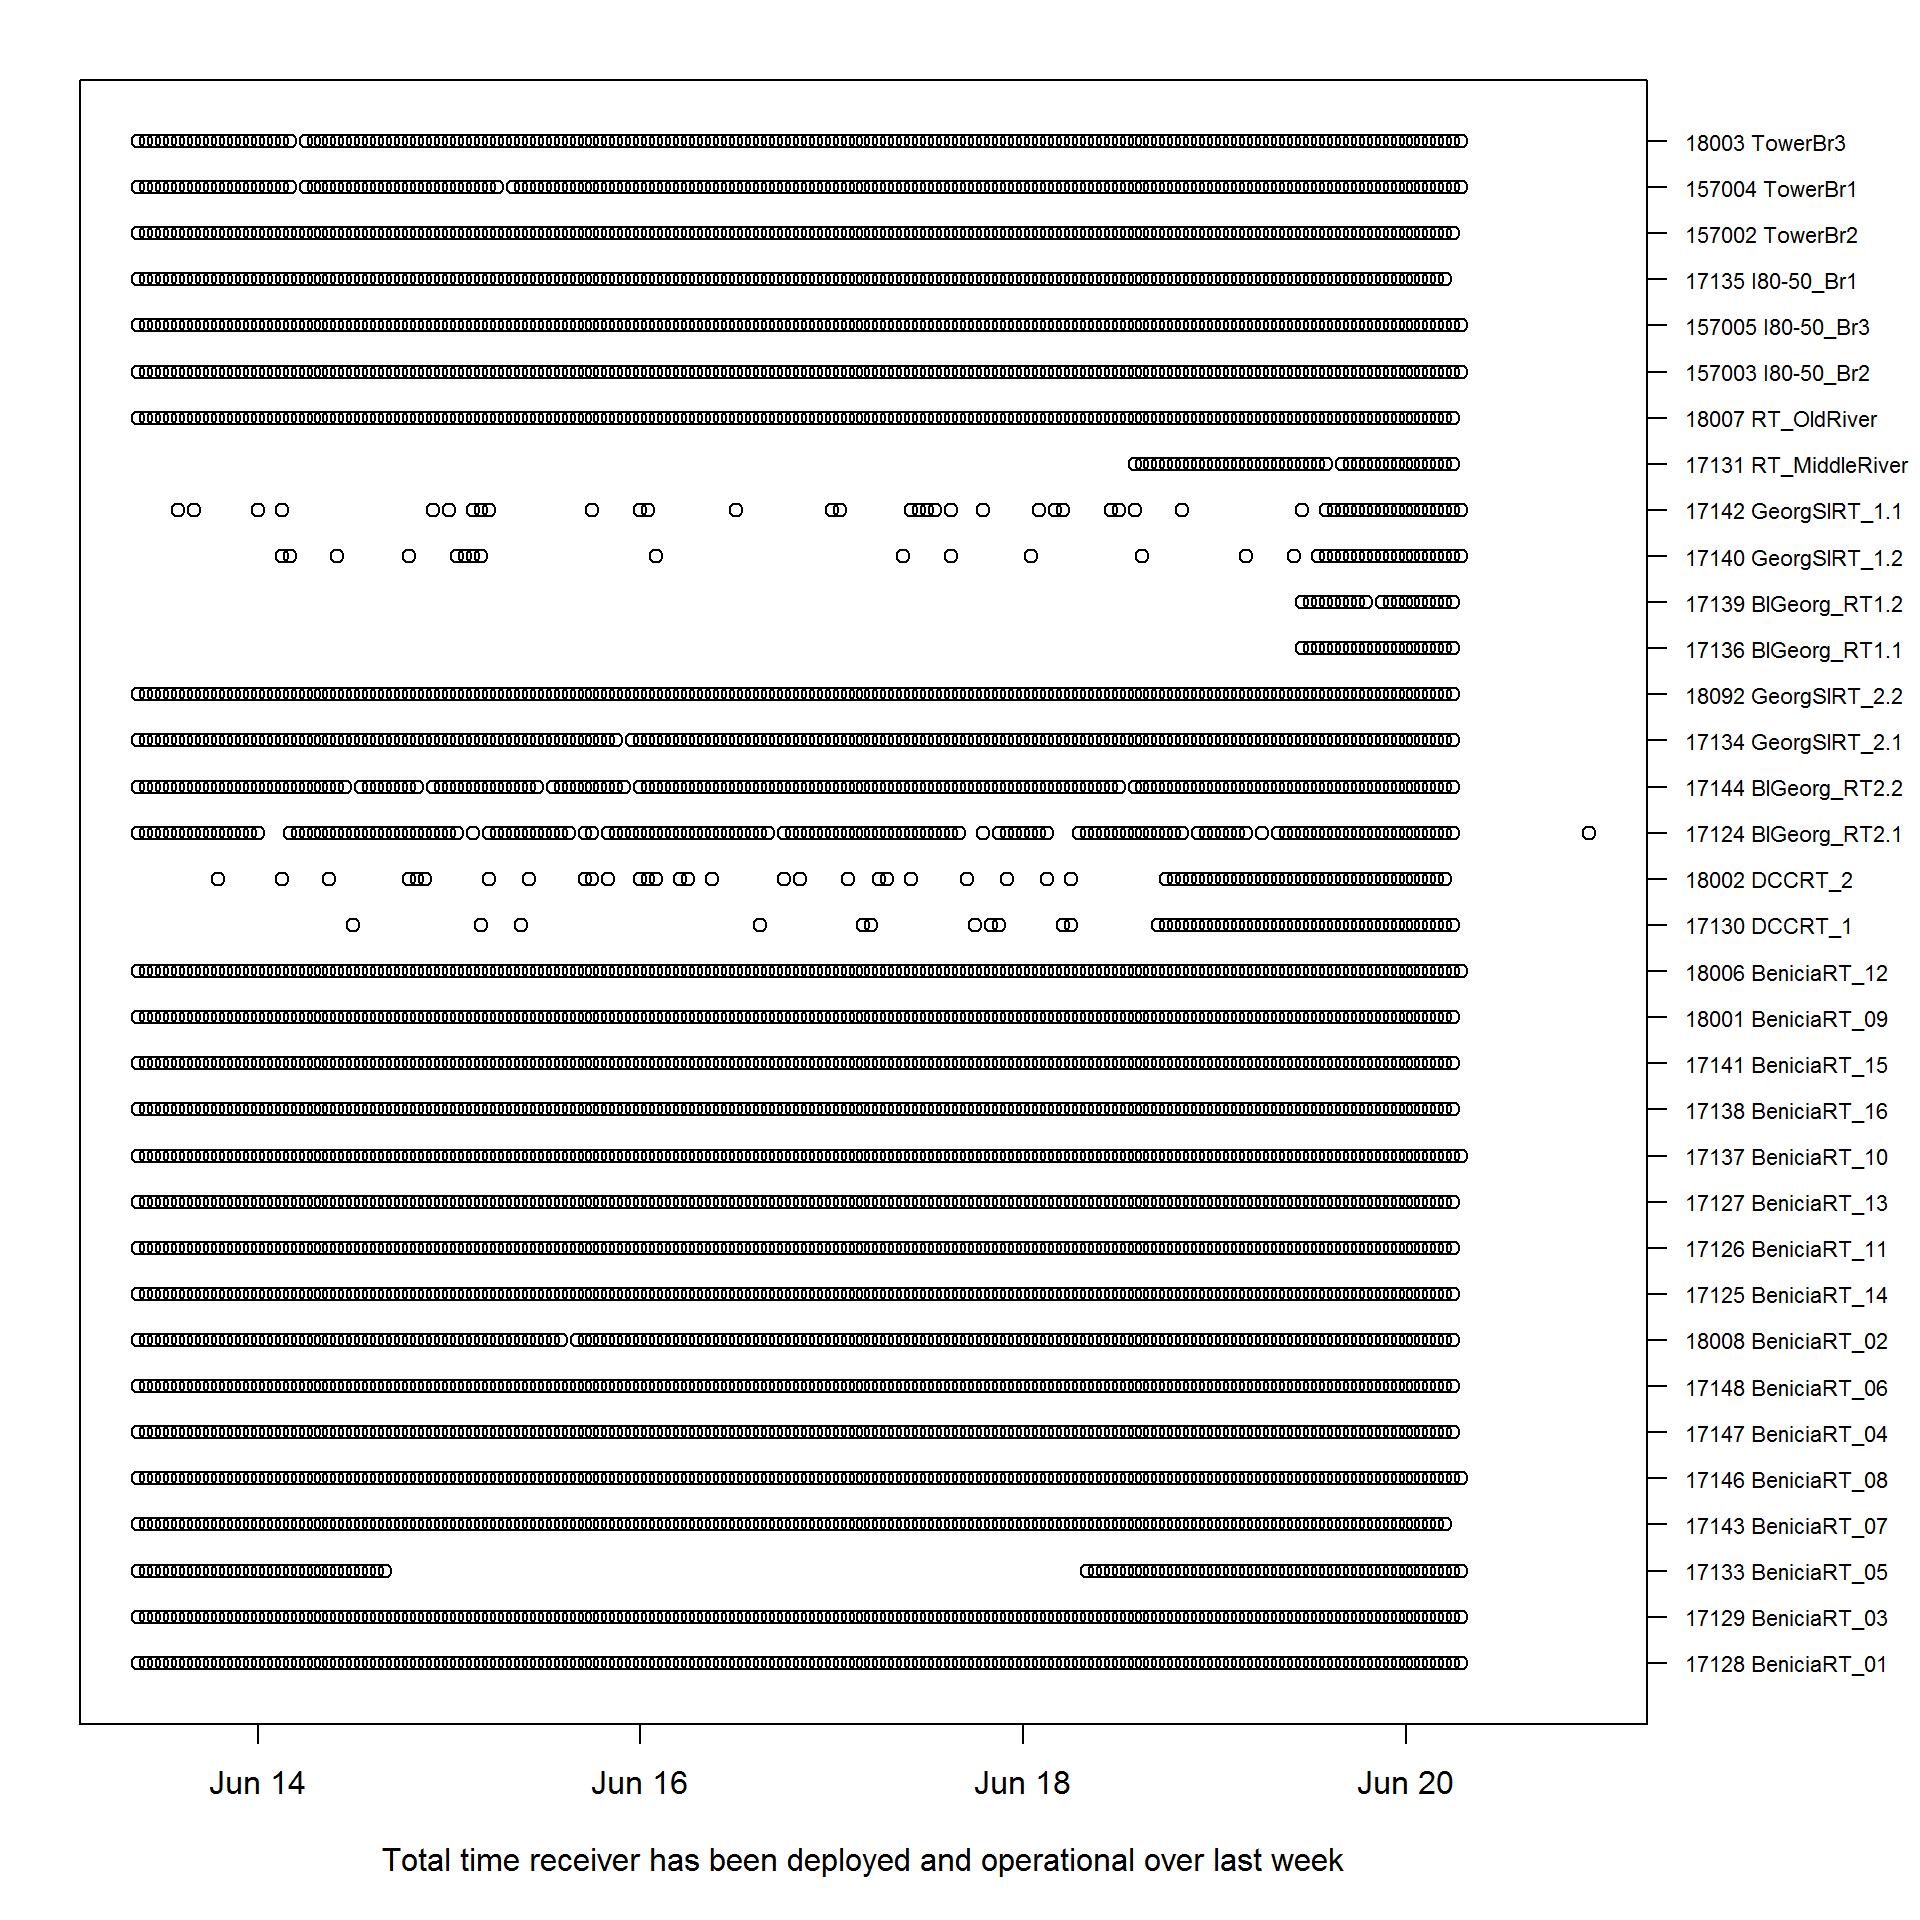 18003 TowerBr3
157004 TowerBr1
157002 TowerBr2
17135 I80-50_Br1
157005 I80-50_Br3
157003 I80-50_Br2
18007 RT_OldRiver
17131 RT_MiddleRiver
17142 GeorgSlRT_1.1
17140 GeorgSlRT_1.2
17139 BlGeorg_RT1.2
17136 BlGeorg_RT1.1
18092 GeorgSlRT_2.2
17134 GeorgSlRT_2.1
17144 BlGeorg_RT2.2
17124 BlGeorg_RT2.1
18002 DCCRT_2
17130 DCCRT_1
18006 BeniciaRT_12
18001 BeniciaRT_09
17141 BeniciaRT_15
17138 BeniciaRT_16
17137 BeniciaRT_10
17127 BeniciaRT_13
17126 BeniciaRT_11
17125 BeniciaRT_14
18008 BeniciaRT_02
17148 BeniciaRT_06
17147 BeniciaRT_04
17146 BeniciaRT_08
17143 BeniciaRT_07
17133 BeniciaRT_05
17129 BeniciaRT_03
17128 BeniciaRT_01
Jun 14 Jun 16 Jun 18 Jun 20
Total time receiver has been deployed and operational over last week